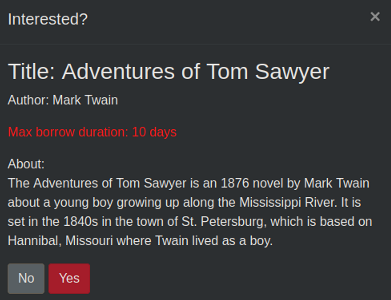 Interested?
×
Title: Adventures of Tom Sawyer
Author: Mark Twain
Max borrow duration: 10 days
About:
The Adventures of Tom Sawyer is an 1876 novel by Mark Twain
about a young boy growing up along the Mississippi River. It is
set in the 1840s in the town of St. Petersburg, which is based on
Hannibal, Missouri where Twain lived as a boy.
No Yes